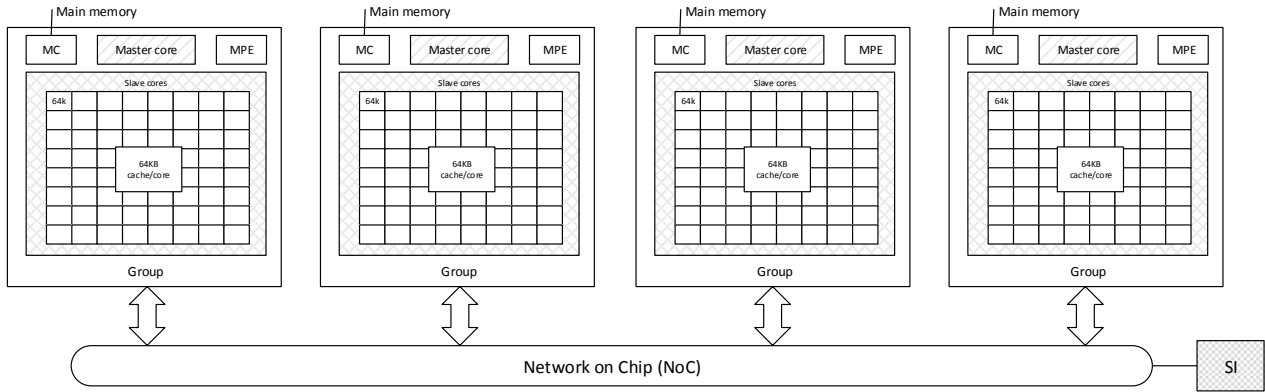 Main memory
MC
Master core
MPE
Slave cores
64k
64KB
cache/core
Group
Main memory
MC
Master core
MPE
Slave cores
64k
64KB
cache/core
Group
Main memory
MC
Master core
MPE
Slave cores
64k
64KB
cache/core
Group
Main memory
MC
Master core
MPE
Slave cores
64k
64KB
cache/core
Group
Network on Chip (NoC)
SI